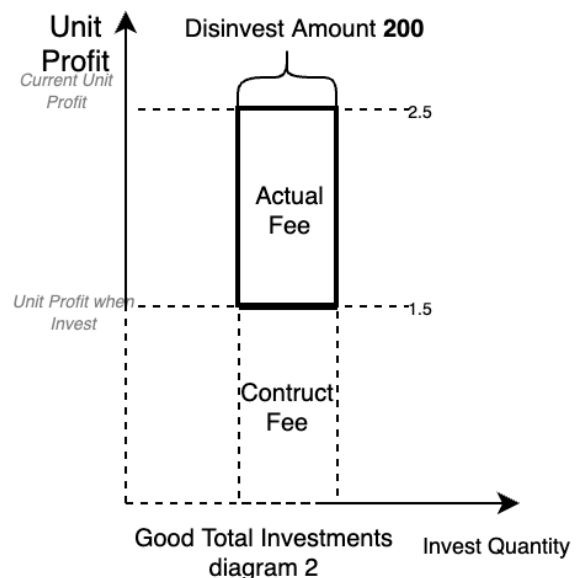 Unit
Profit
Disinvest Amount 200
Current Unit
Profit
2.5
Actual
Fee
Unit Profit when
Invest
1.5
Contruct
Fee
Good Total Investments
diagram 2
Invest Quantity